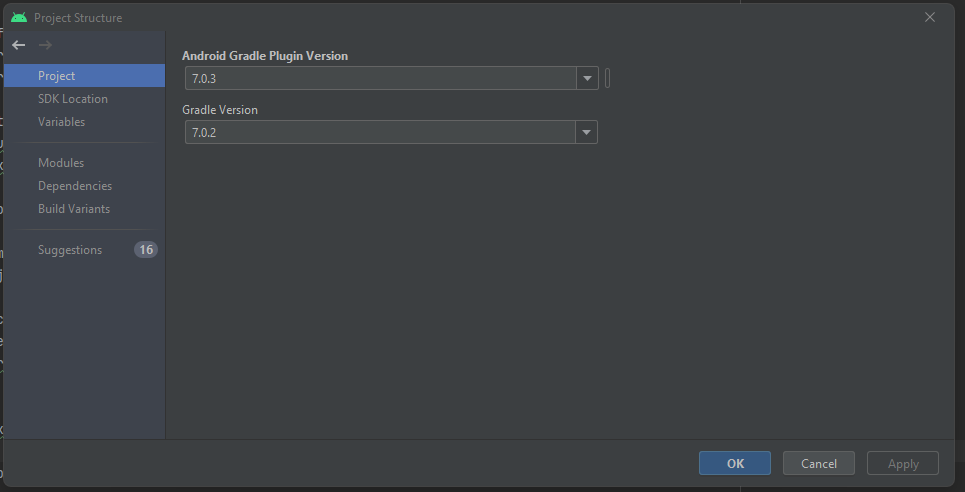 Project Structure
Project
SDK Location
Variables
Modules
Dependencies
Build Variants
Suggestions 16
Android Gradle Plugin Version
7.0.3
Gradle Version
7.0.2
OK Cancel Apply